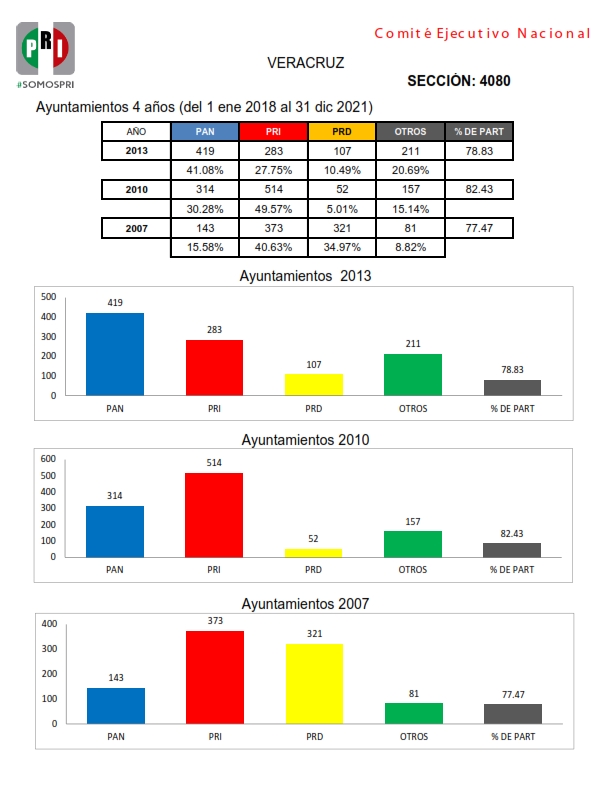 Comité Ejecutivo Nacional
PRI
#SOMOSPRI
VERACRUZ
SECCIÓN: 4080
Ayuntamientos 4 años (del 1 ene 2018 al 31 dic 2021)
AÑO PAN PRI PRD OTROS % DE PART
2013 419 283 107 211 78.83
41.08% 27.75% 10.49% 20.69%
2010 314 514 52 157 82.43
30.28% 49.57% 5.01% 15.14%
2007 143 373 321 81 77.47
15.58% 40.63% 34.97% 8.82%
Ayuntamientos 2013
500
400
300
200
100
0
419
283
107
211
78.83
PAN PRI PRD OTROS % DE PART
Ayuntamientos 2010
600
500
400
300
200
100
0
314
514
52
157
82.43
PAN PRI PRD OTROS % DE PART
Ayuntamientos 2007
400
300
200
100
0
143
373
321
81
77.47
PAN PRI PRD OTROS % DE PART